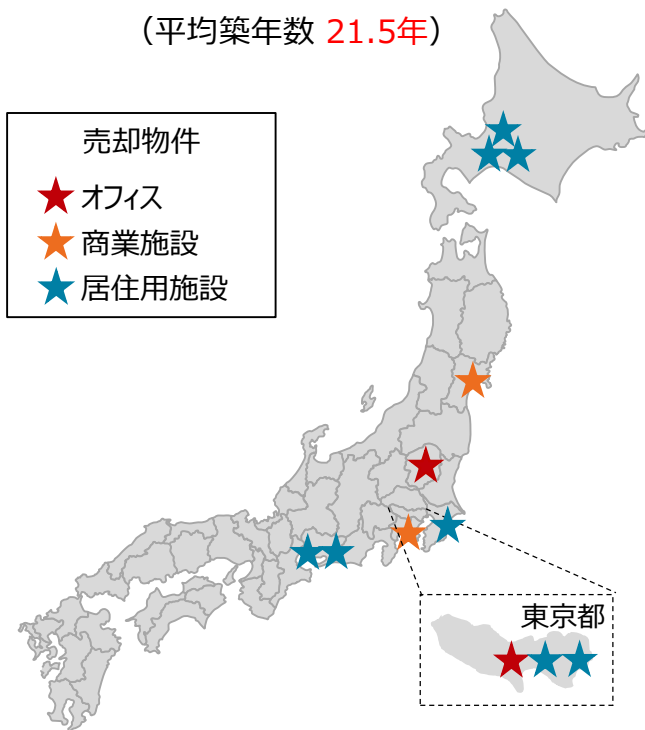 (平均築年数 21.5年)
売却物件
オフィス
商業施設
居住用施設
東京都